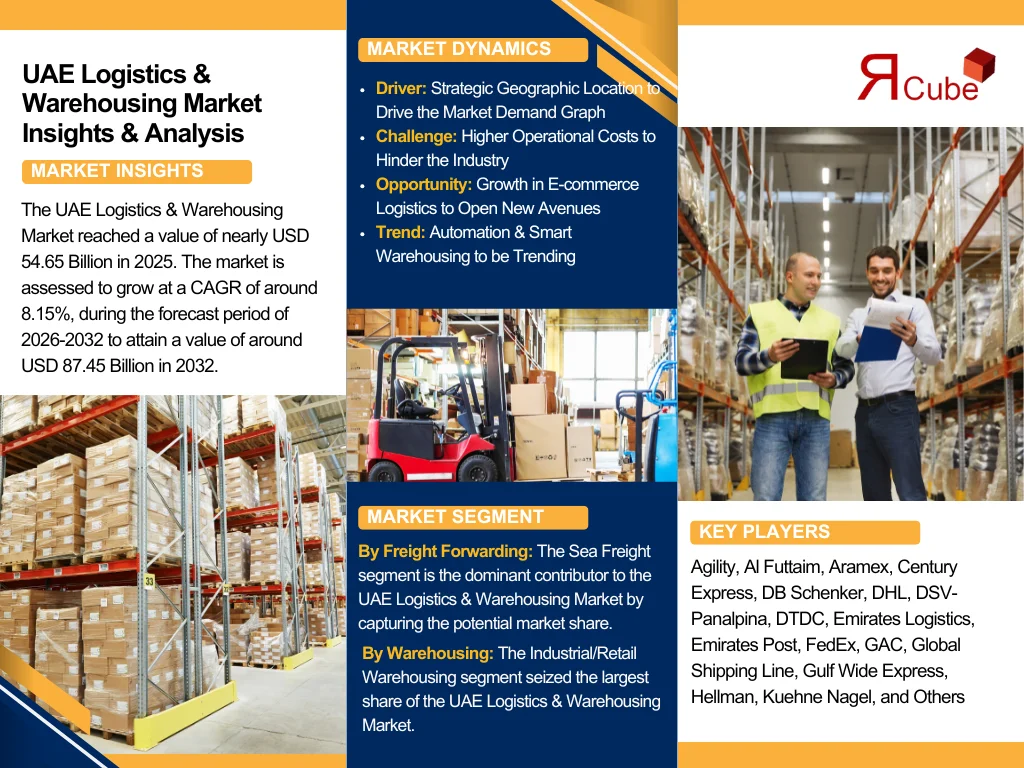 UAE Logistics &
Warehousing Market
Insights & Analysis
MARKET INSIGHTS
The UAE Logistics & Warehousing
Market reached a value of nearly USD
54.65 Billion in 2025. The market is
assessed to grow at a CAGR of around
8.15%, during the forecast period of
2026-2032 to attain a value of around
USD 87.45 Billion in 2032.
33
MARKET DYNAMICS
• Driver: Strategic Geographic Location to
Drive the Market Demand Graph
• Challenge: Higher Operational Costs to
Hinder the Industry
• Opportunity: Growth in E-commerce
Logistics to Open New Avenues
• Trend: Automation & Smart
Warehousing to be Trending
MARKET SEGMENT
By Freight Forwarding: The Sea Freight
segment is the dominant contributor to the
UAE Logistics & Warehousing Market by
capturing the potential market share.
By Warehousing: The Industrial/Retail
Warehousing segment seized the largest
share of the UAE Logistics & Warehousing
Market.
Я Cube
KEY PLAYERS
Agility, Al Futtaim, Aramex, Century
Express, DB Schenker, DHL, DSV-
Panalpina, DTDC, Emirates Logistics,
Emirates Post, FedEx, GAC, Global
Shipping Line, Gulf Wide Express,
Hellman, Kuehne Nagel, and Others